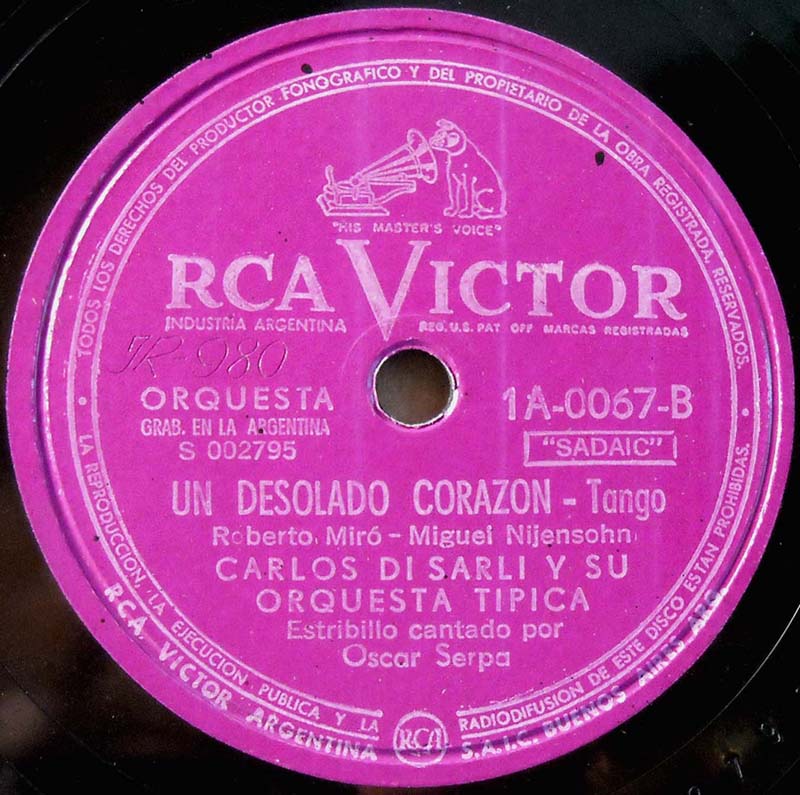 TODOS LOS DERECHOS DEL PRODUCTOR FONOGRAFICO Y DEL PROPIETARIO DE LA OBRA REGISTRADA, RESERVADOS.
"HIS MASTER'S VOICE"
RCA VICTOR
INDUSTRIA ARGENTINA
REG. U.S. PAT OFF MARCAS REGISTRADAS
JR-980
ORQUESTA
GRAB. EN LA ARGENTINA
S 002795
1A-0067-B
"SADAIC"
UN DESOLADO CORAZON - Tango
Roberto Miró - Miguel Nijensohn
CARLOS DI SARLI Y SU
ORQUESTA TIPICA
Estribillo cantado por
Oscar Serpa
LA REPRODUCCION, LA EJECUCION PUBLICA Y LA RADIODIFUSION DE ESTE DISCO ESTAN PROHIBIDAS.
RCA. VICTOR ARGENTINA
RCA
S.A.I.C. BUENOS AIRES ARG.